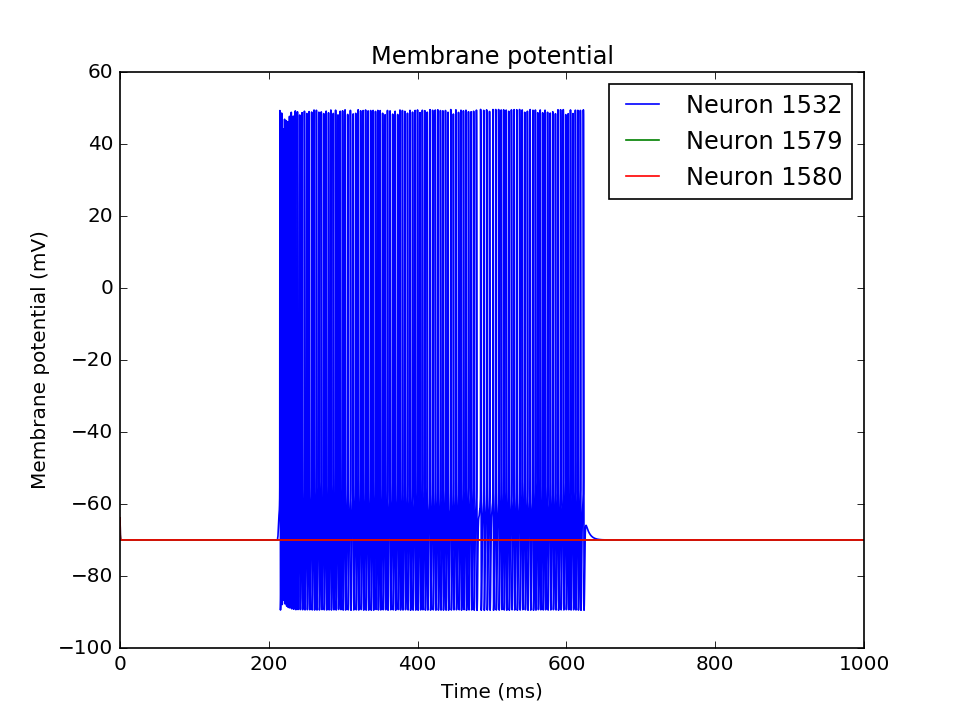 Membrane potential
Neuron 1532
Neuron 1579
Neuron 1580
60
40
20
0
−20
−40
−60
−80
−100
Membrane potential (mV)
0 200 400 600 800 1000
Time (ms)